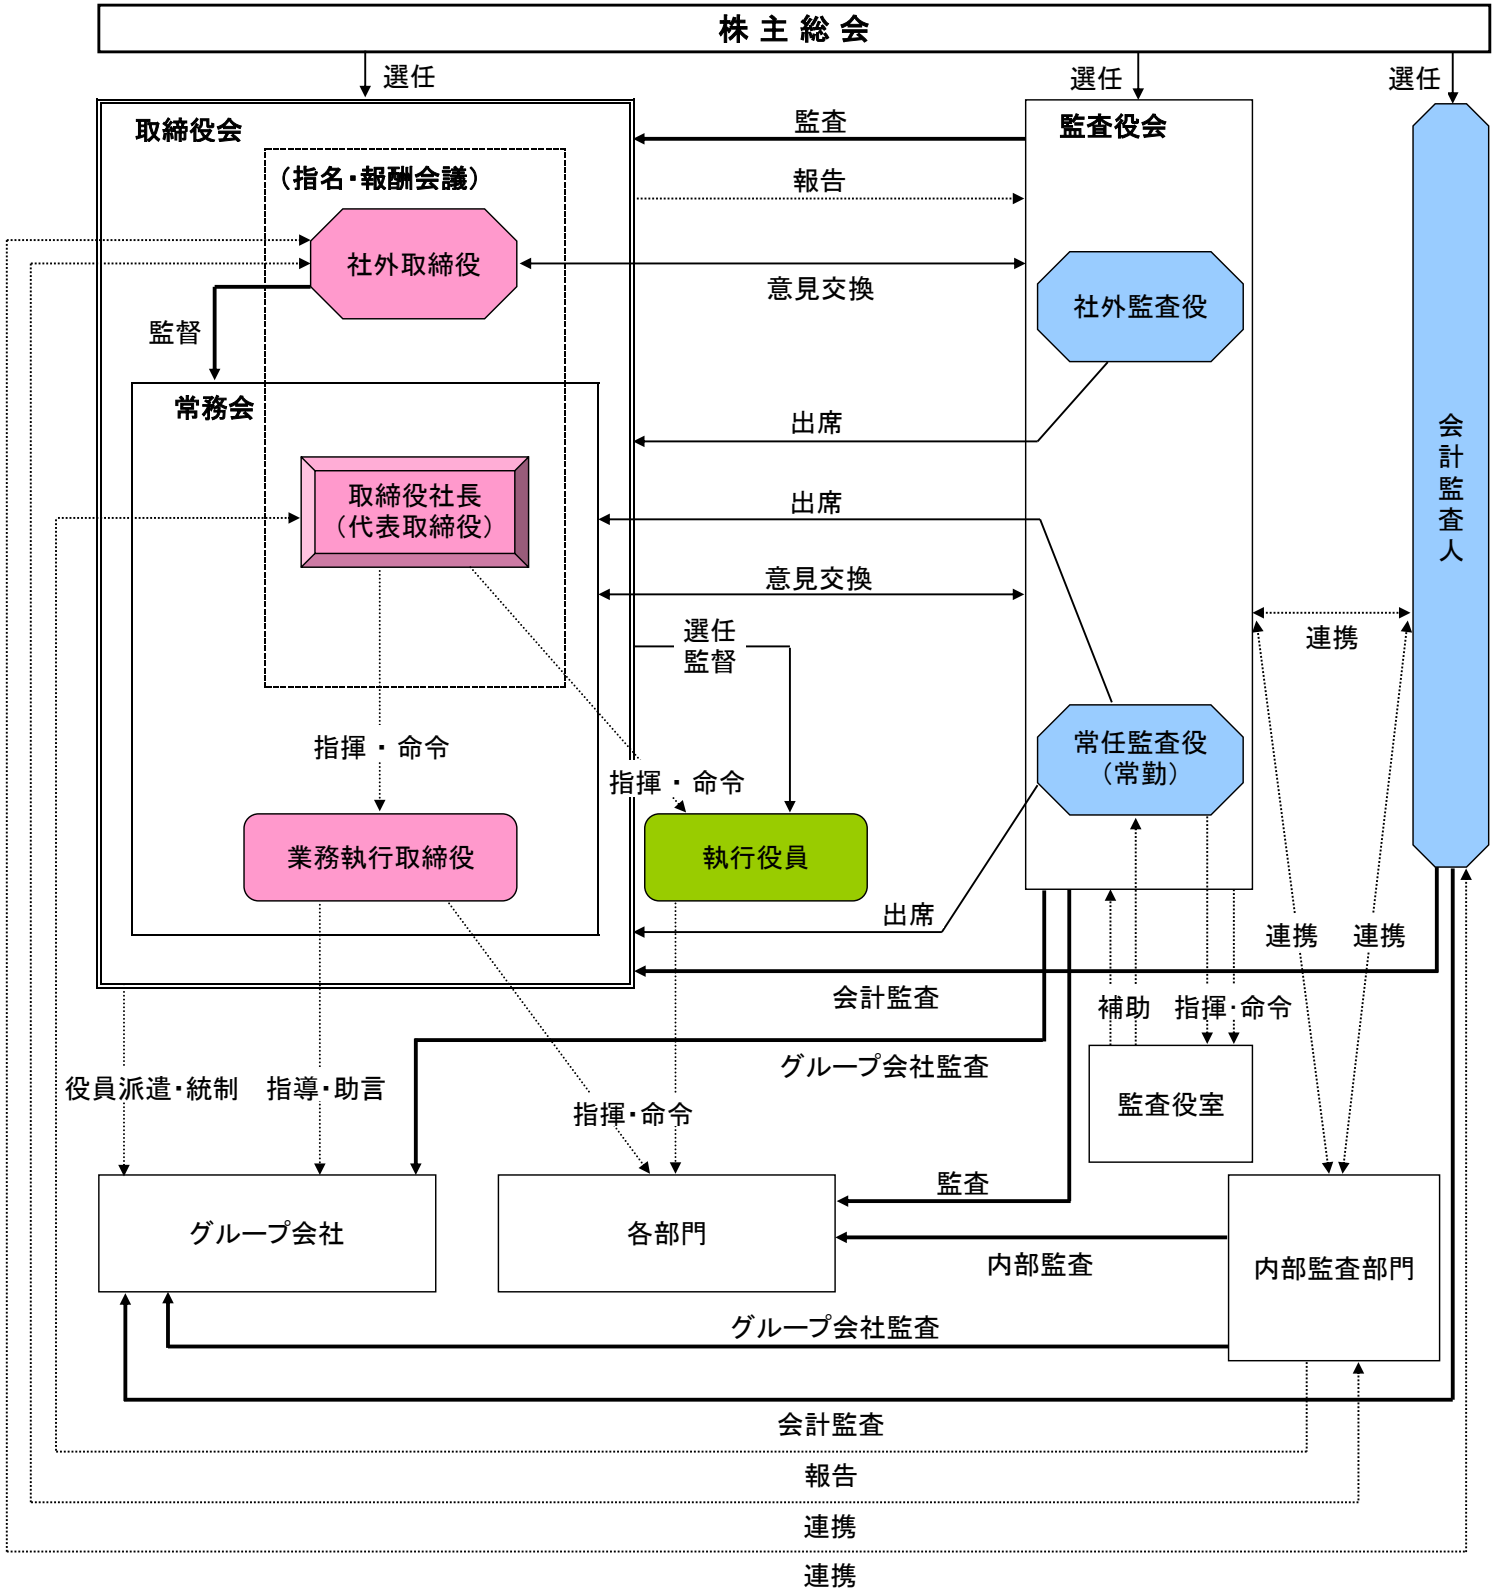 株主総会
選任
選任
選任
取締役会
監査
監査役会
（指名・報酬会議）
報告
社外取締役
意見交換
社外監査役
監督
常務会
出席
会計監査人
取締役社長
（代表取締役）
出席
意見交換
選任
監督
連携
指揮・命令
指揮・命令
常任監査役
（常勤）
業務執行取締役
執行役員
出席
連携
連携
会計監査
補助
指揮・命令
グループ会社監査
役員派遣・統制
指導・助言
指揮・命令
監査役室
監査
グループ会社
各部門
内部監査
内部監査部門
グループ会社監査
会計監査
報告
連携
連携